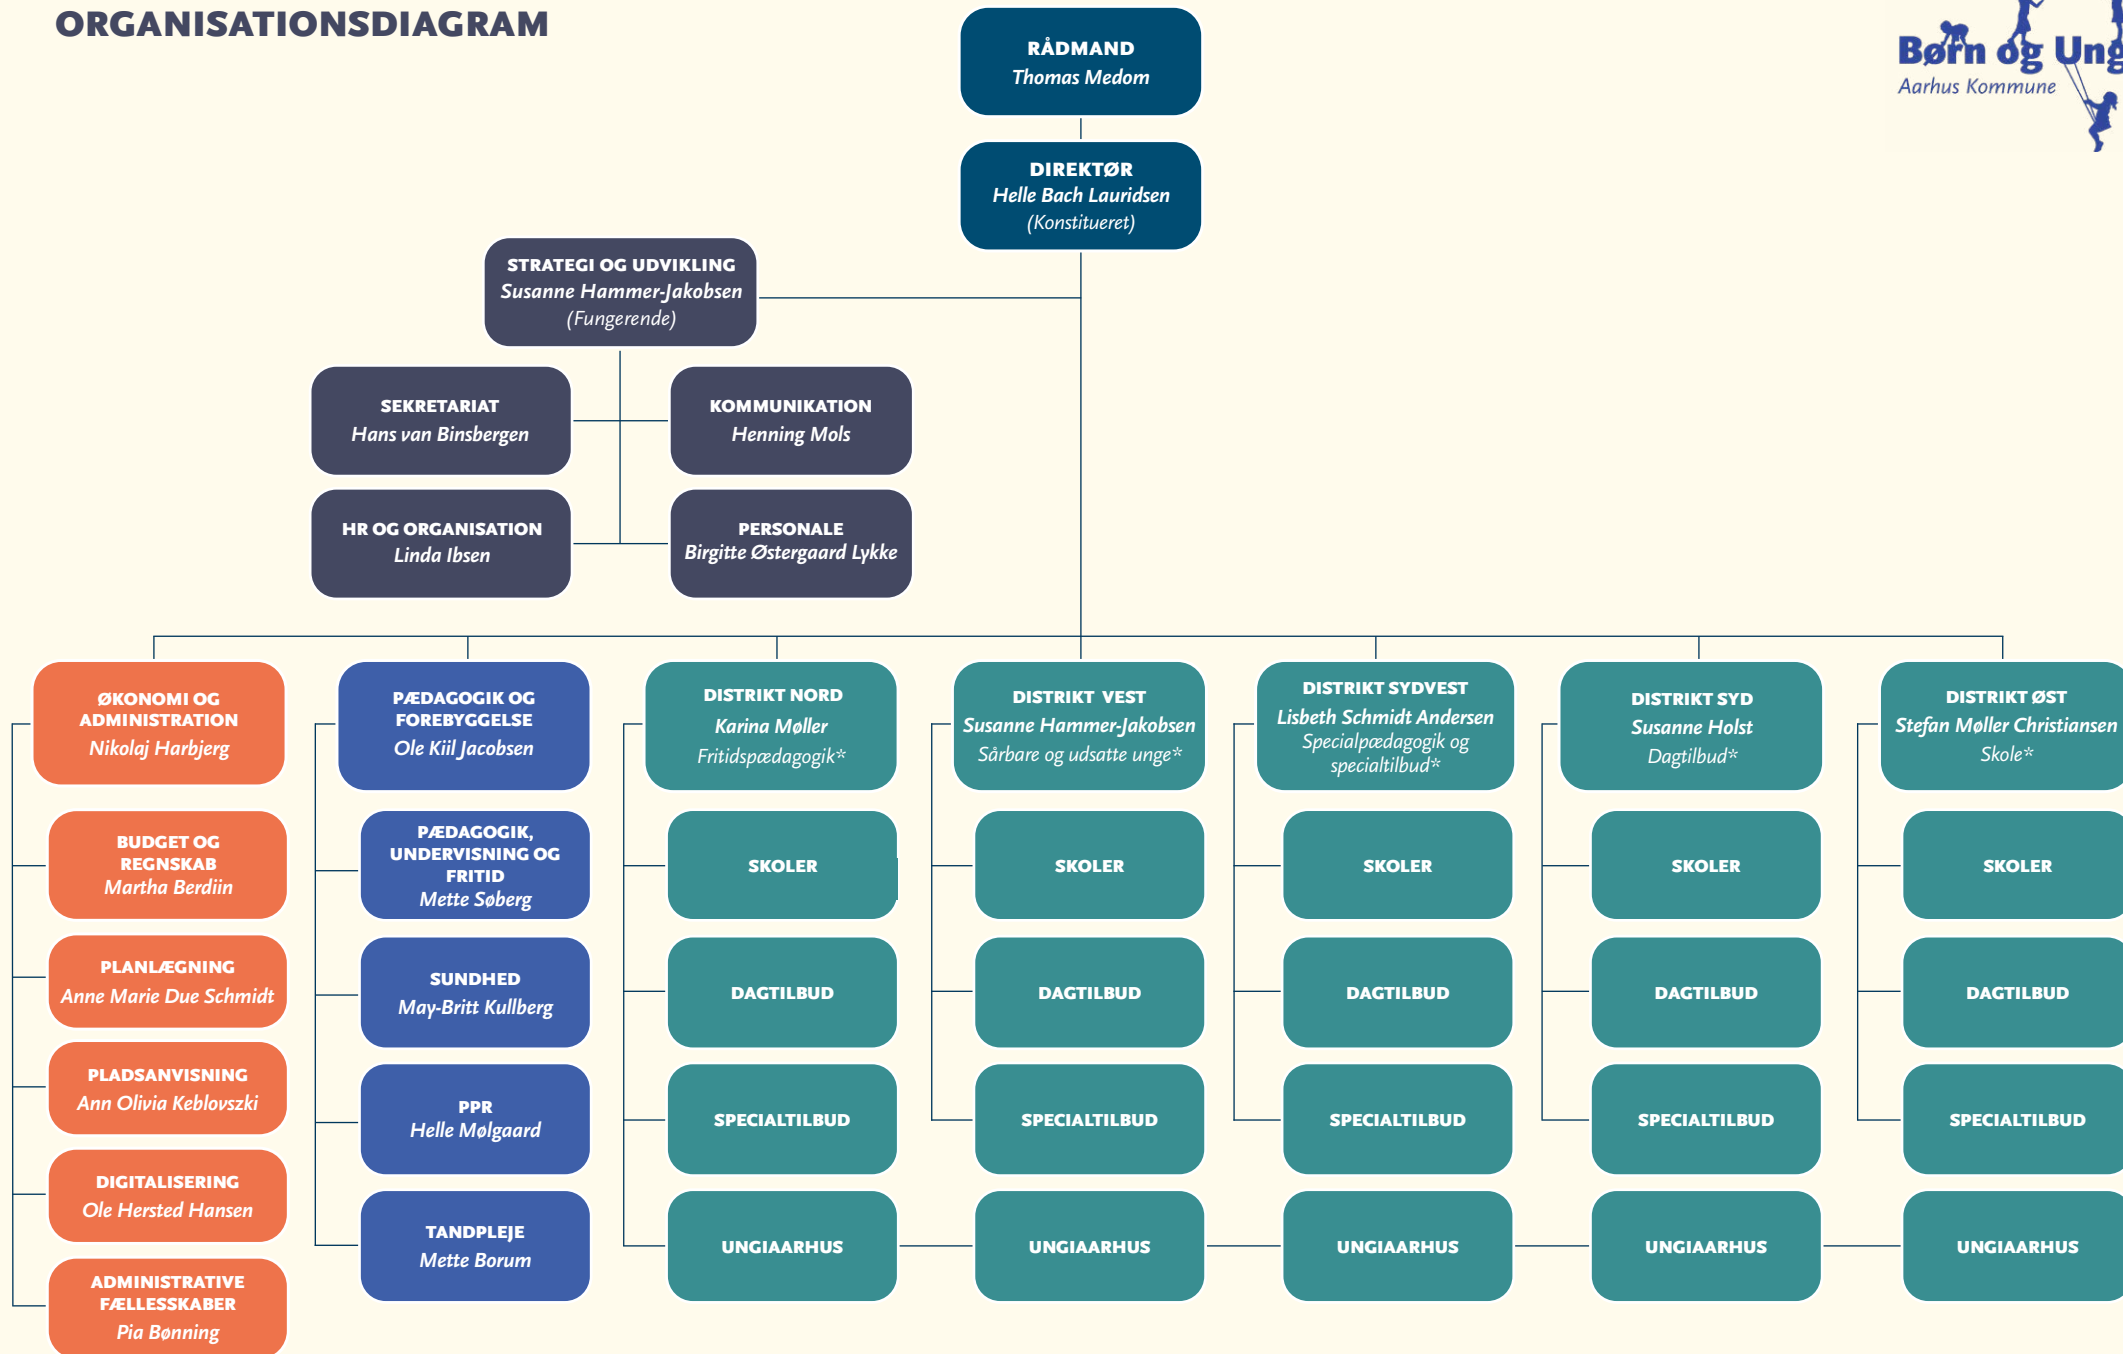 ORGANISATIONSDIAGRAM
Børn og Ung
Aarhus Kommune
RÅDMAND
Thomas Medom
DIREKTØR
Helle Bach Lauridsen
(Konstitueret)
STRATEGI OG UDVIKLING
Susanne Hammer-Jakobsen
(Fungerende)
SEKRETARIAT
Hans van Binsbergen
KOMMUNIKATION
Henning Mols
HR OG ORGANISATION
Linda Ibsen
PERSONALE
Birgitte Østergaard Lykke
ØKONOMI OG
ADMINISTRATION
Nikolaj Harbjerg
BUDGET OG
REGNSKAB
Martha Berdiin
PLANLÆGNING
Anne Marie Due Schmidt
PLADSANVISNING
Ann Olivia Keblovszki
DIGITALISERING
Ole Hersted Hansen
ADMINISTRATIVE
FÆLLESSKABER
Pia Bønning
PÆDAGOGIK OG
FOREBYGGELSE
Ole Kiil Jacobsen
PÆDAGOGIK,
UNDERVISNING OG
FRITID
Mette Søberg
SUNDHED
May-Britt Kullberg
PPR
Helle Mølgaard
TANDPLEJE
Mette Borum
DISTRIKT NORD
Karina Møller
Fritidspædagogik*
SKOLER
DAGTILBUD
SPECIALTILBUD
UNGIAARHUS
DISTRIKT VEST
Susanne Hammer-Jakobsen
Sårbare og udsatte unge*
SKOLER
DAGTILBUD
SPECIALTILBUD
UNGIAARHUS
DISTRIKT SYDVEST
Lisbeth Schmidt Andersen
Specialpædagogik og
specialtilbud*
SKOLER
DAGTILBUD
SPECIALTILBUD
UNGIAARHUS
DISTRIKT SYD
Susanne Holst
Dagtilbud*
SKOLER
DAGTILBUD
SPECIALTILBUD
UNGIAARHUS
DISTRIKT ØST
Stefan Møller Christiansen
Skole*
SKOLER
DAGTILBUD
SPECIALTILBUD
UNGIAARHUS